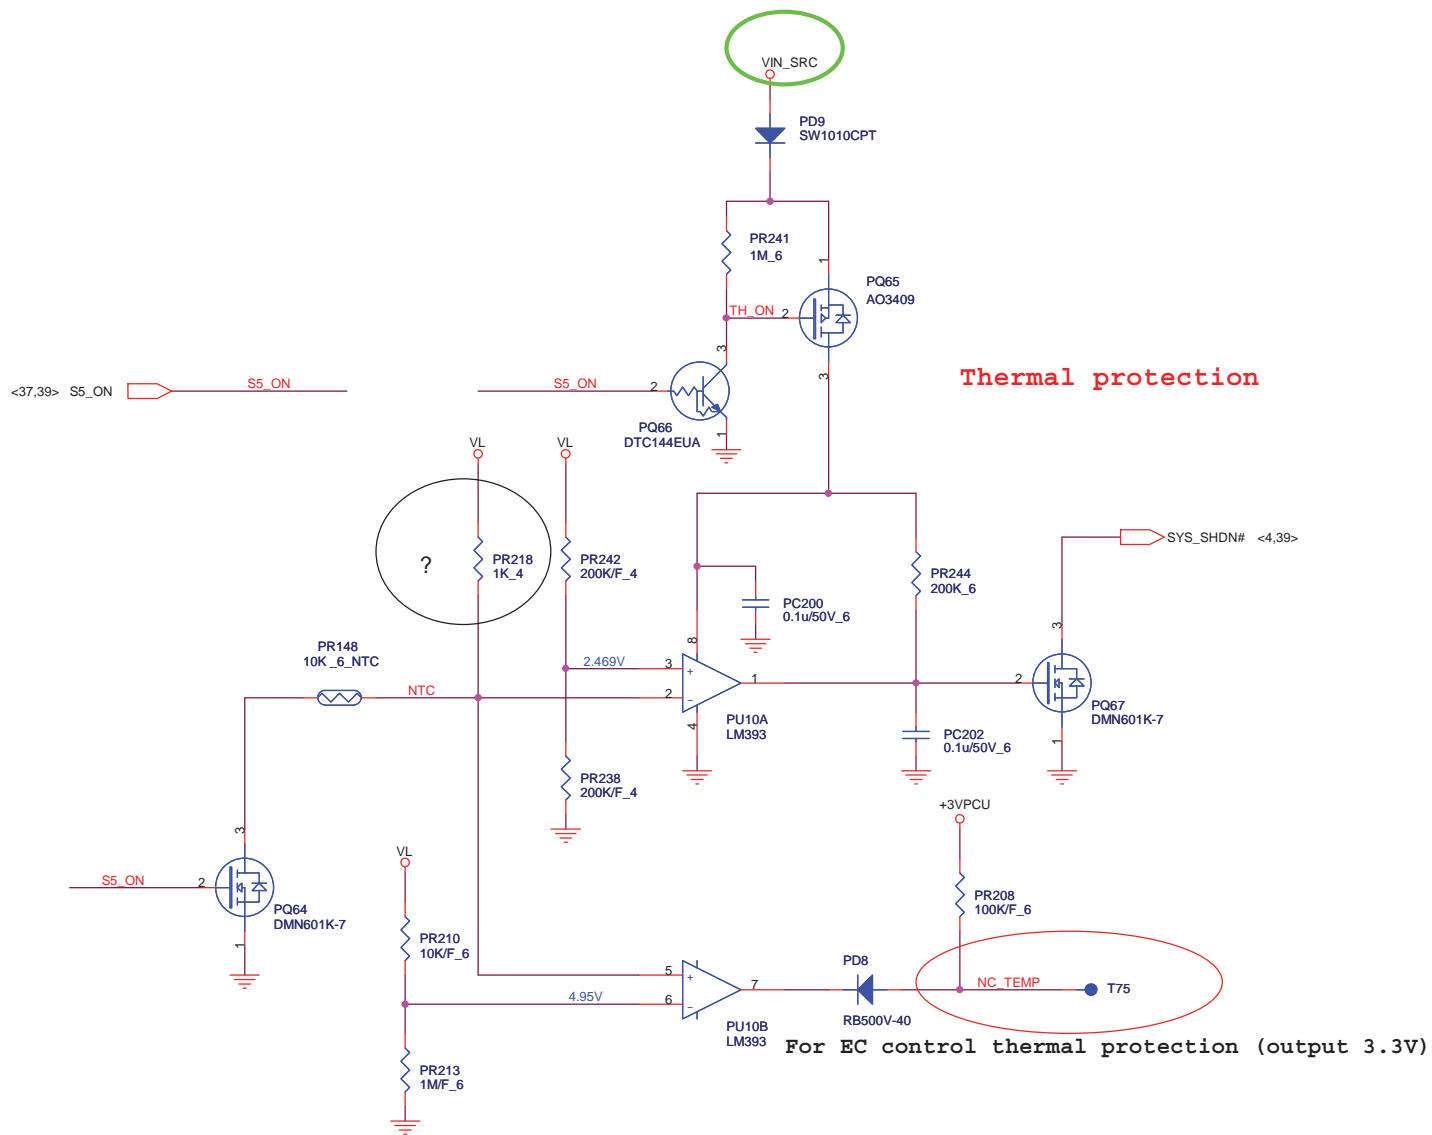 VIN_SRC
PD9
SW1010CPT
PR241
1M_6
1
PQ65
AO3409
TH_ON
2
3
3
<37,39> S5_ON
S5_ON
S5_ON
2
Thermal protection
PQ66
DTC144EUA
1
VL
VL
?
PR218
1K_4
PR242
200K/F_4
PC200
0.1u/50V_6
PR244
200K_6
SYS_SHDN# <4,39>
PR148
10K_6_NTC
8
3
2.469V
3
+
1
2
NTC
2
-
PU10A
LM393
4
PQ67
DMN601K-7
1
PC202
0.1u/50V_6
PR238
200K/F_4
+3VPCU
3
VL
S5_ON
2
PQ64
DMN601K-7
1
PR208
100K/F_6
PR210
10K/F_6
5
+
7
PD8
NC_TEMP
T75
4.95V
6
-
RB500V-40
PU10B
LM393
For EC control thermal protection (output 3.3V)
PR213
1M/F_6